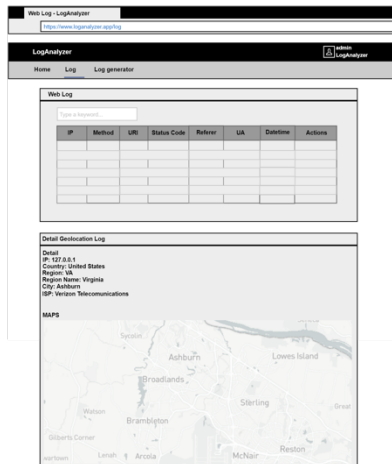 Web Log - LogAnalyzer
https://www.loganalyzer.app/log
LogAnalyzer
admin
LogAnalyzer
Home Log Log generator
Web Log
Type a keyword...
IP Method URI Status Code Referer UA Datetime Actions
Detail Geolocation Log
Detail
IP: 127.0.0.1
Country: United States
Region: VA
Region Name: Virginia
City: Ashburn
ISP: Verizon Telecommunications
MAPS
Ashburn
Lowes Island
Broadlands
Sterling
Great
Watson
Brambleton
Gilberts Corner
Reston
Lenah
Arcola
McNair